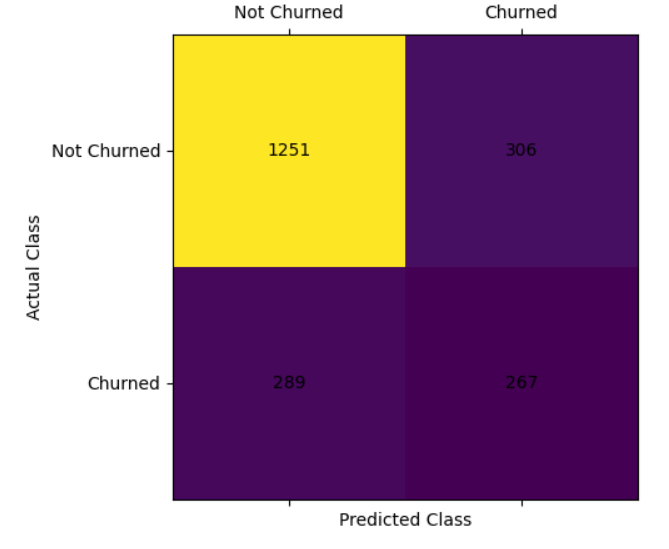 Not Churned Churned
Not Churned 1251 306
Actual Class
Churned 289 267
Predicted Class